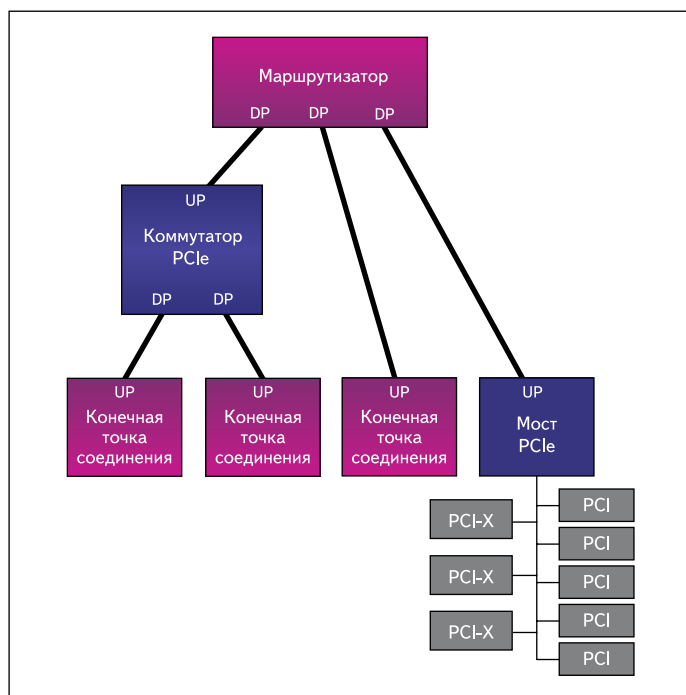 Маршрутизатор
DP DP DP
UP
Коммутатор
PCIe
DP DP
UP
Конечная
точка
соединения
UP
Конечная
точка
соединения
UP
Конечная
точка
соединения
UP
Мост
PCIe
PCI
PCI-X
PCI
PCI-X
PCI
PCI
PCI-X
PCI